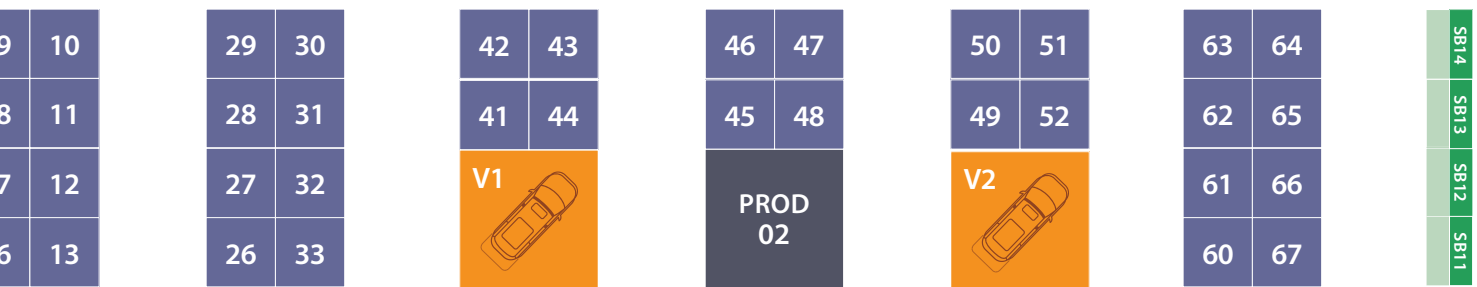 9 10 29 30 42 43 46 47 50 51 63 64 SB14
8 11 28 31 41 44 45 48 49 52 62 65 SB13
7 12 27 32 V1 PROD 02 V2 61 66 SB12
6 13 26 33 60 67 SB11